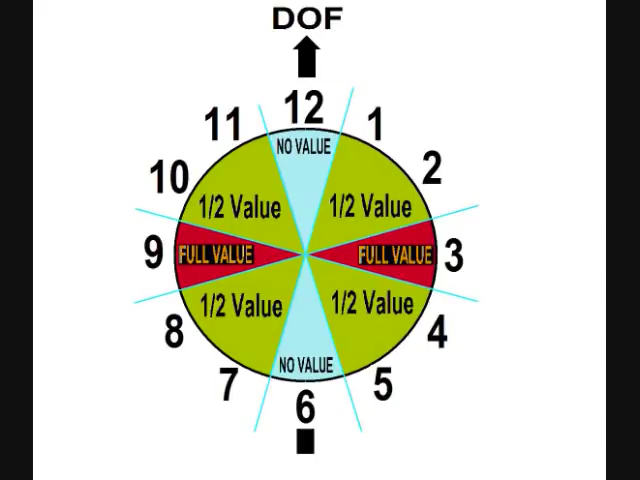 DOF
12
11
1
NO VALUE
10
2
1/2 Value
1/2 Value
9
FULL VALUE
FULL VALUE
3
1/2 Value
1/2 Value
8
4
NO VALUE
7
5
6